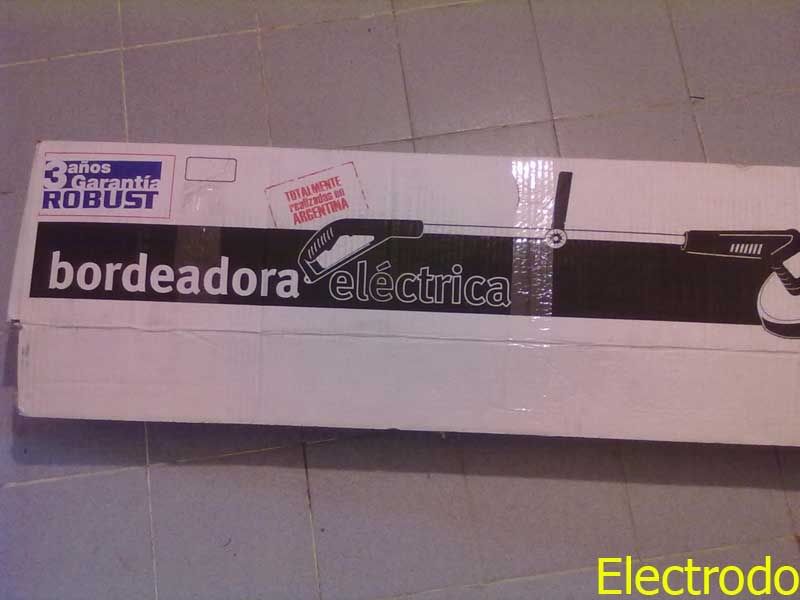 3 años
Garantía
ROBUST
TOTALMENTE
realizadas en
ARGENTINA
bordeadora eléctrica
Electrodo